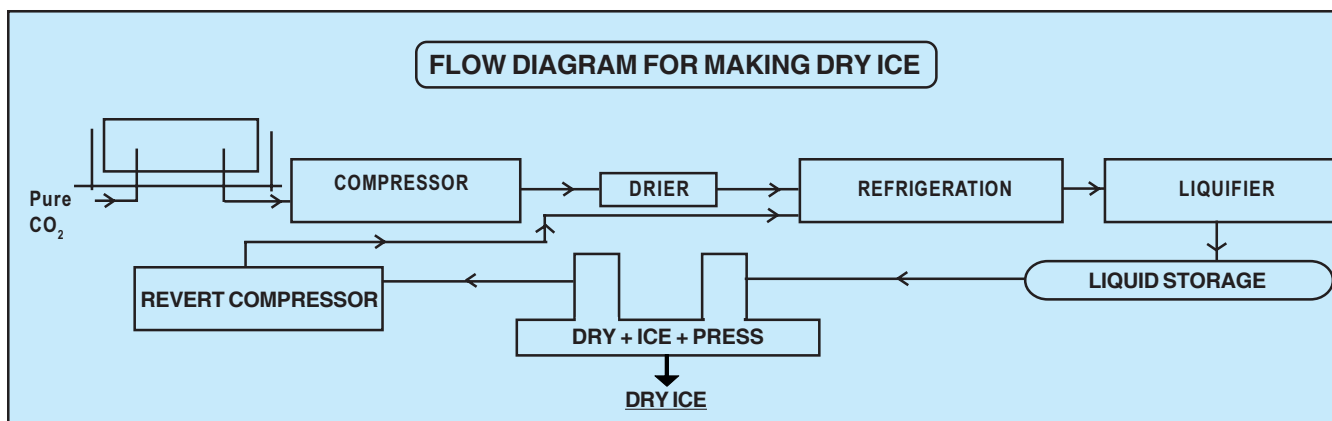 FLOW DIAGRAM FOR MAKING DRY ICE
COMPRESSOR
DRIER
REFRIGERATION
LIQUIFIER
Pure
CO₂
REVERT COMPRESSOR
LIQUID STORAGE
DRY + ICE + PRESS
DRY ICE